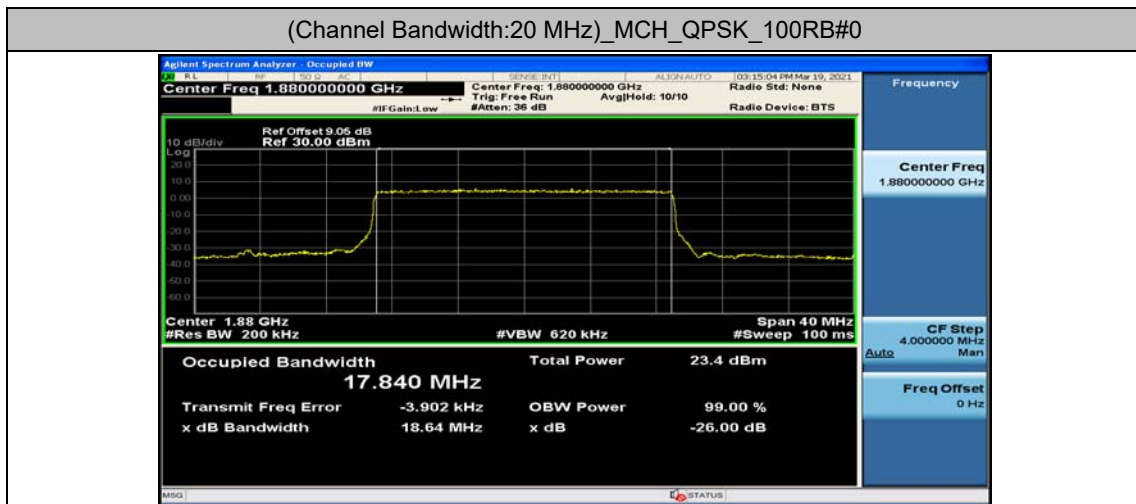 (Channel Bandwidth:20 MHz)_MCH_QPSK_100RB#0
Agilent Spectrum Analyzer - Occupied BW
RL RF 50 Ω AC SENSE:INT ALIGN AUTO 03:15:04 PM Mar 19, 2021
Center Freq 1.880000000 GHz
Center Freq: 1.880000000 GHz
Radio Std: None
Trig: Free Run Avg|Hold: 10/10
#IFGain:Low #Atten: 36 dB Radio Device: BTS
Ref Offset 9.05 dB
10 dB/div Ref 30.00 dBm
Log
20.0
10.0
0.00
-10.0
-20.0
-30.0
-40.0
-50.0
-60.0
Center 1.88 GHz Span 40 MHz
#Res BW 200 kHz #VBW 620 kHz #Sweep 100 ms
Occupied Bandwidth Total Power 23.4 dBm
17.840 MHz
Transmit Freq Error -3.902 kHz OBW Power 99.00 %
x dB Bandwidth 18.64 MHz x dB -26.00 dB
MSG STATUS
Frequency
Center Freq
1.880000000 GHz
CF Step
4.000000 MHz
Auto Man
Freq Offset
0 Hz